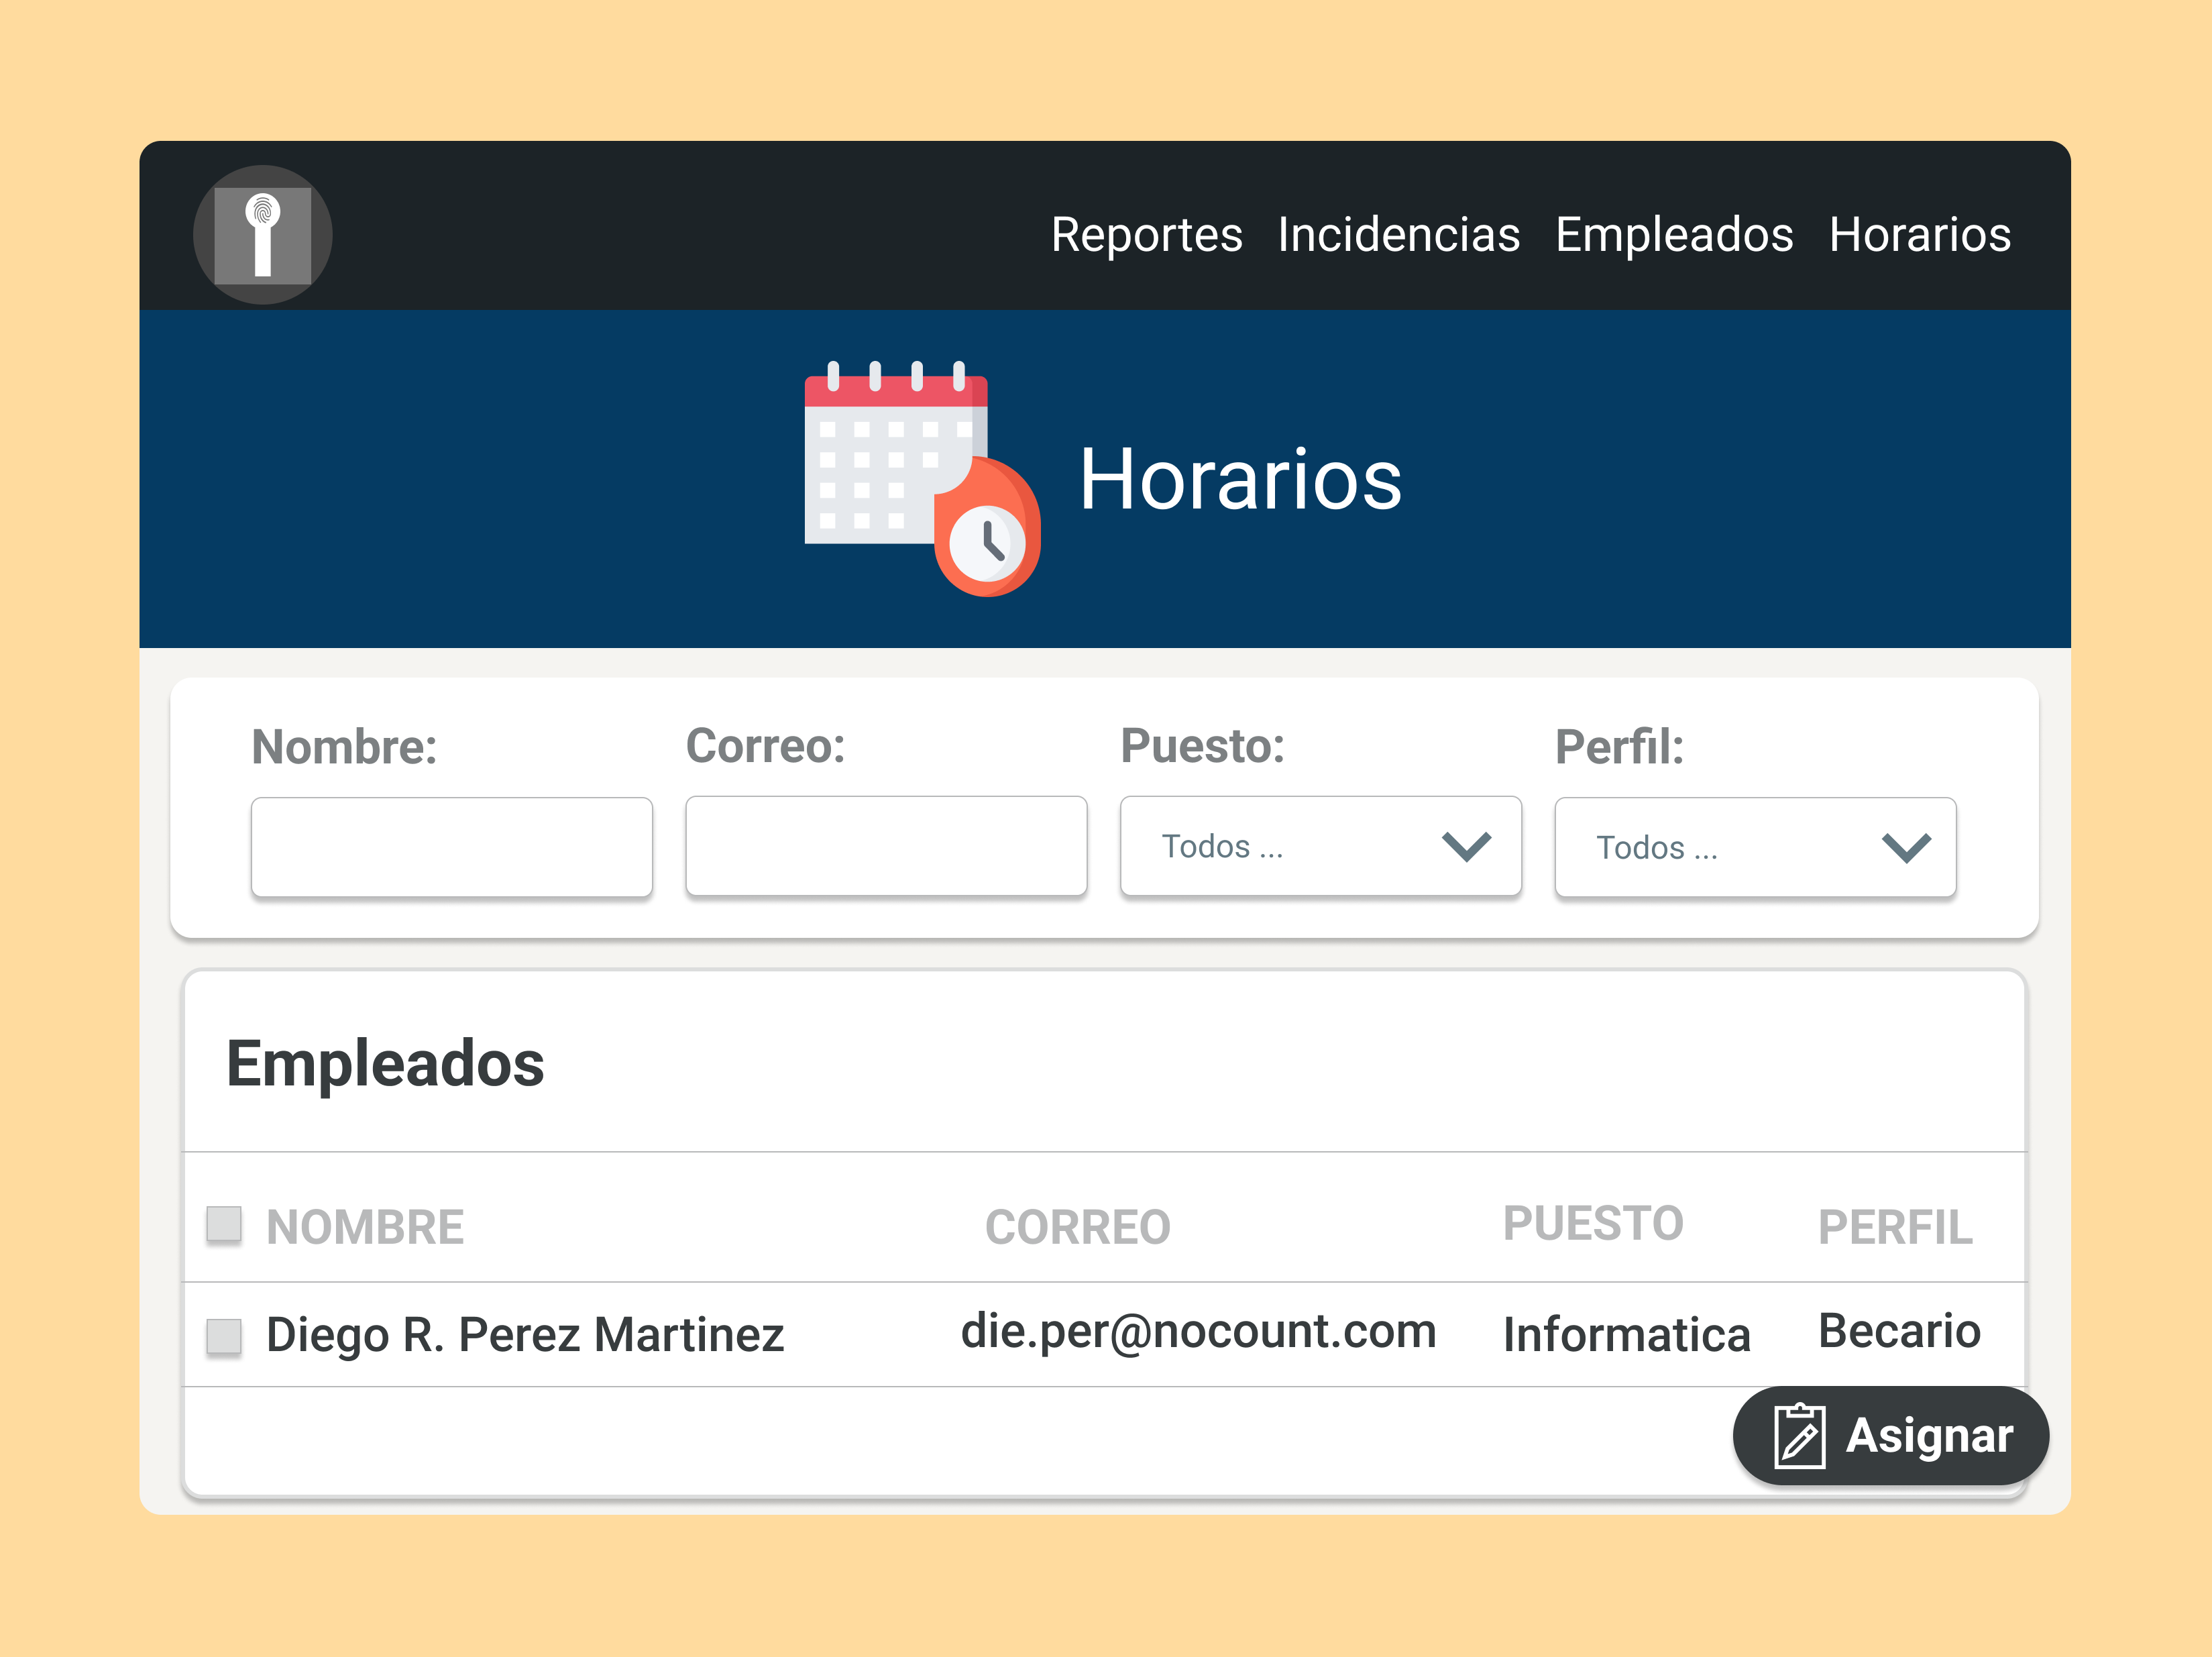 Reportes Incidencias Empleados Horarios
Horarios
Nombre: Correo: Puesto: Perfil:
Todos ... Todos ...
Empleados
NOMBRE CORREO PUESTO PERFIL
Diego R. Perez Martinez die.per@nocount.com Informatica Becario
Asignar